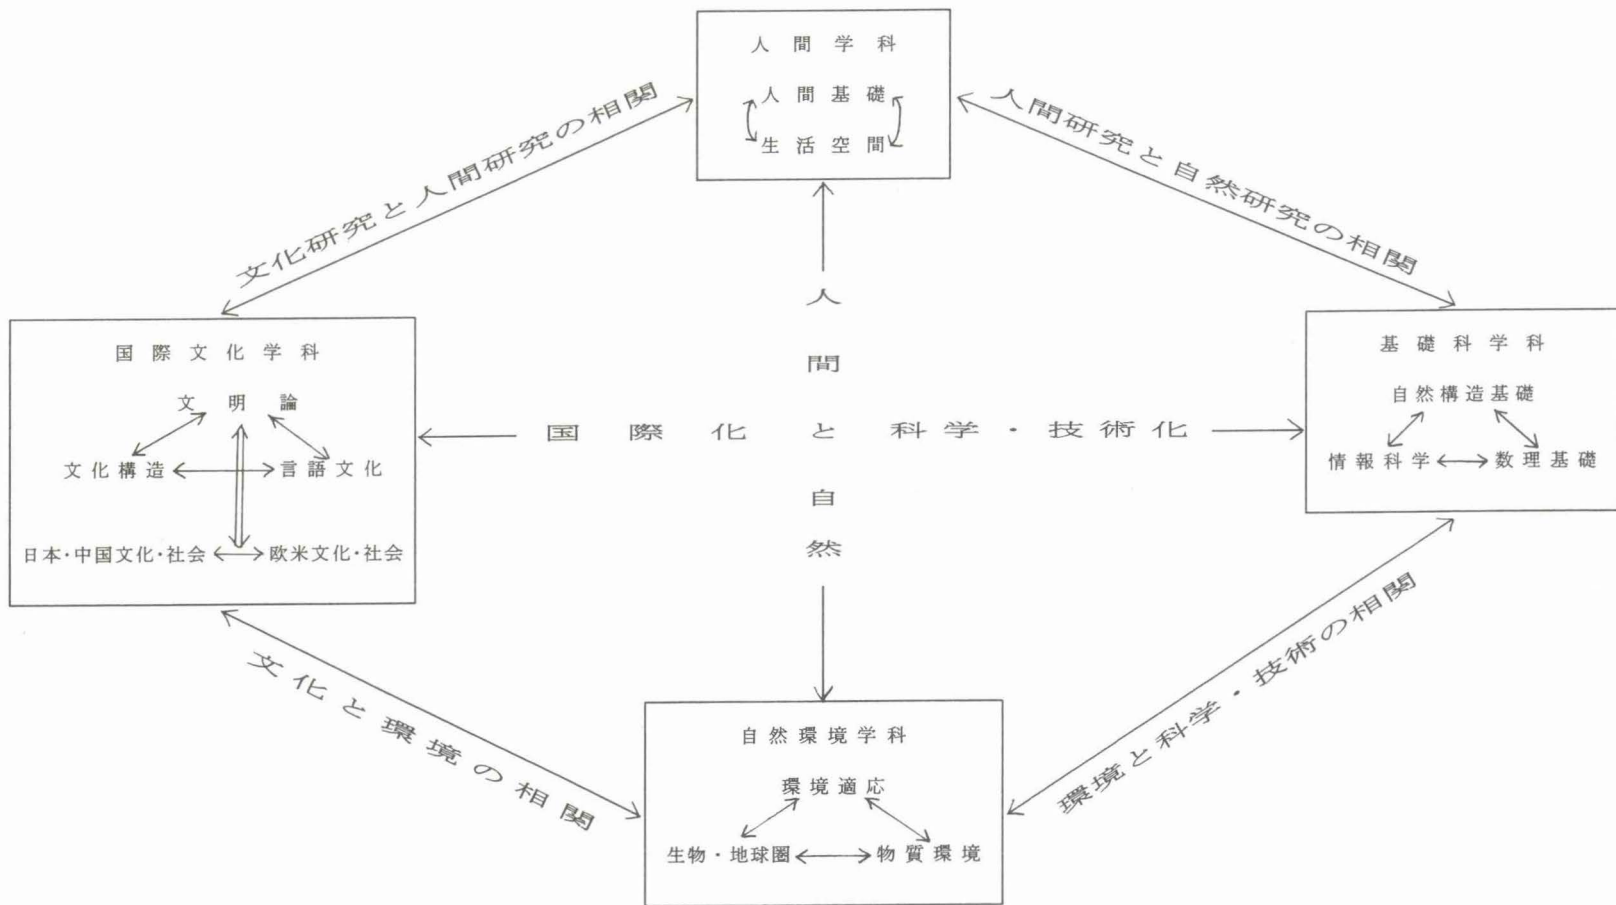 人間学科
人間基礎
生活空間
文化研究と人間研究の相関
人間研究と自然研究の相関
国際文化学科
文明論
文化構造 言語文化
日本・中国文化・社会 欧米文化・社会
人間と自然
国際化と科学・技術化
基礎科学科
自然構造基礎
情報科学 数理基礎
文化と環境の相関
環境と科学・技術の相関
自然環境学科
環境適応
生物・地球圏 物質環境